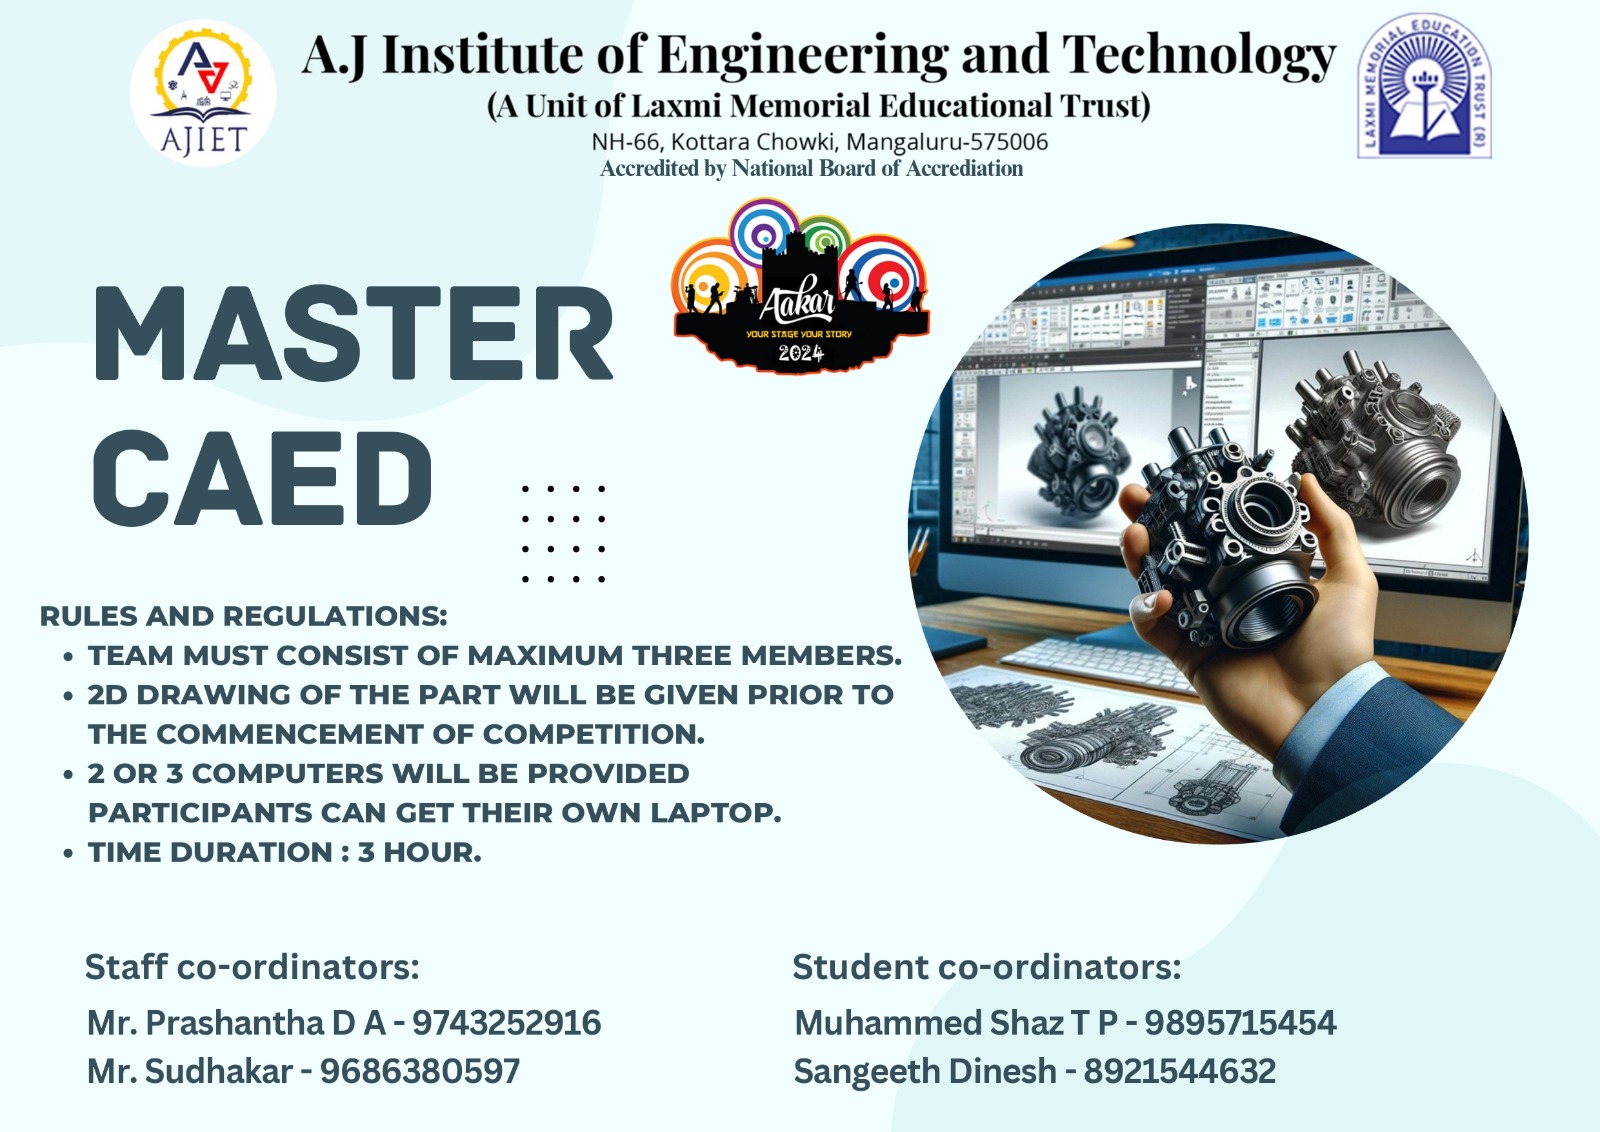 A.J Institute of Engineering and Technology
(A Unit of Laxmi Memorial Educational Trust)
NH-66, Kottara Chowki, Mangaluru-575006
Accredited by National Board of Accrediation
AJIET
LAXMI MEMORIAL EDUCATION TRUST (R)
Aakar
YOUR STAGE YOUR STORY
2024
MASTER
CAED
RULES AND REGULATIONS:
• TEAM MUST CONSIST OF MAXIMUM THREE MEMBERS.
• 2D DRAWING OF THE PART WILL BE GIVEN PRIOR TO
THE COMMENCEMENT OF COMPETITION.
• 2 OR 3 COMPUTERS WILL BE PROVIDED
PARTICIPANTS CAN GET THEIR OWN LAPTOP.
• TIME DURATION : 3 HOUR.
Staff co-ordinators:
Mr. Prashantha D A - 9743252916
Mr. Sudhakar - 9686380597
Student co-ordinators:
Muhammed Shaz T P - 9895715454
Sangeeth Dinesh - 8921544632